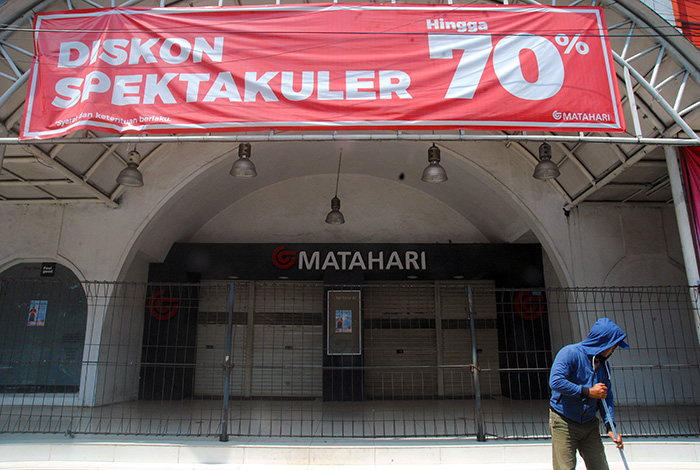 DISKON
SPEKTAKULER
Hingga
70%
*Syarat dan ketentuan berlaku.
MATAHARI
MATAHARI